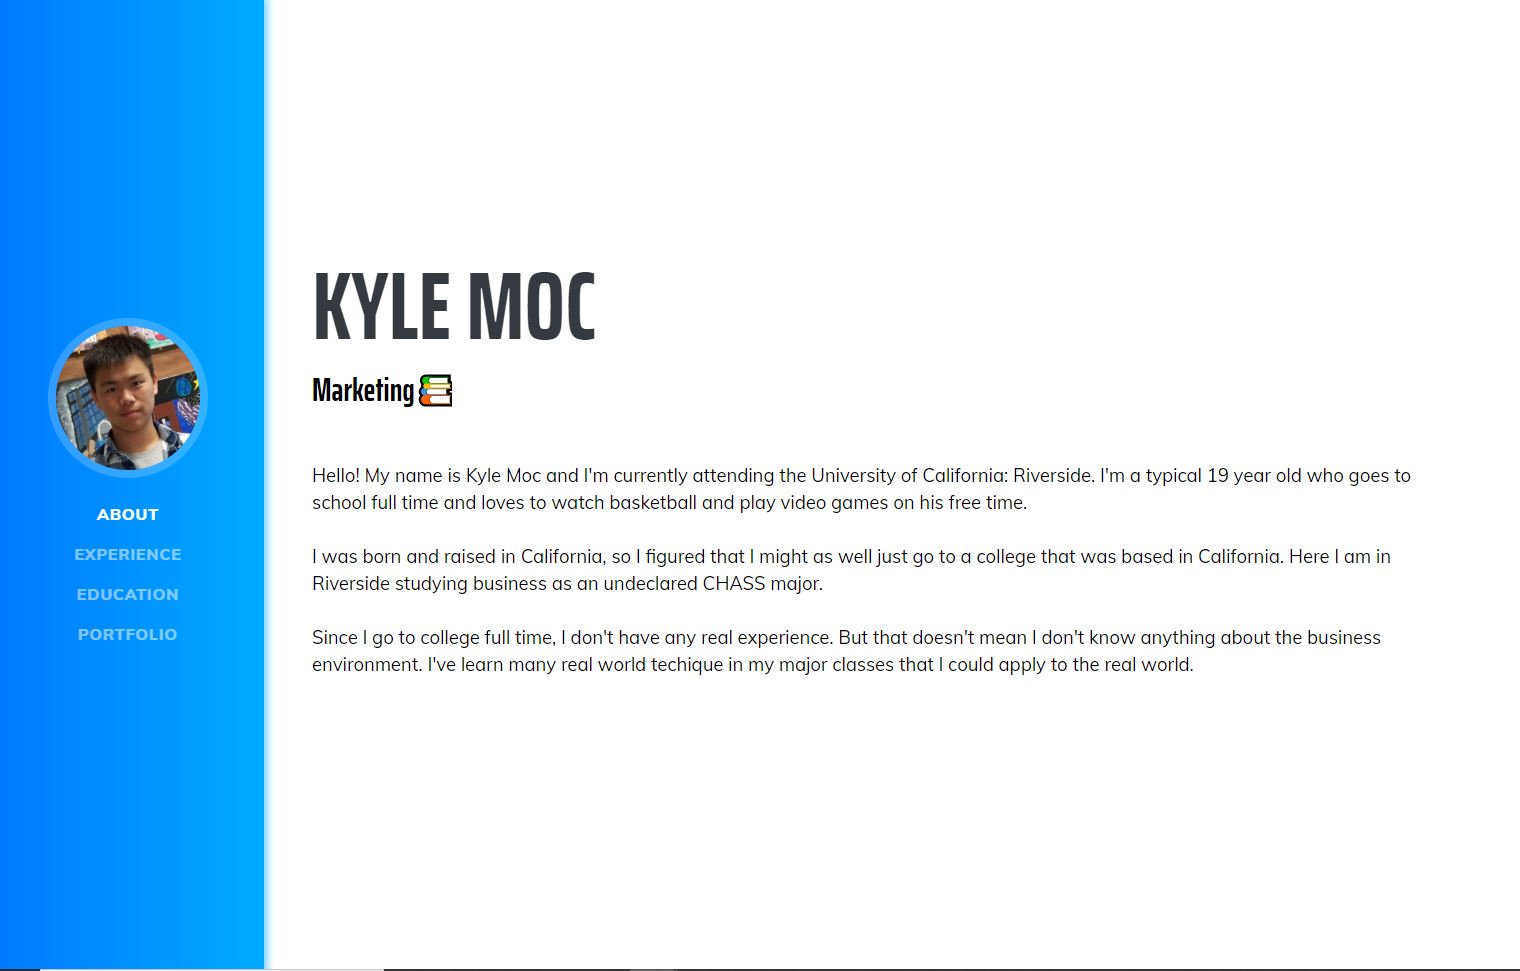 KYLE MOC
Marketing
ABOUT
EXPERIENCE
EDUCATION
PORTFOLIO
Hello! My name is Kyle Moc and I'm currently attending the University of California: Riverside. I'm a typical 19 year old who goes to
school full time and loves to watch basketball and play video games on his free time.
I was born and raised in California, so I figured that I might as well just go to a college that was based in California. Here I am in
Riverside studying business as an undeclared CHASS major.
Since I go to college full time, I don't have any real experience. But that doesn't mean I don't know anything about the business
environment. I've learn many real world techique in my major classes that I could apply to the real world.